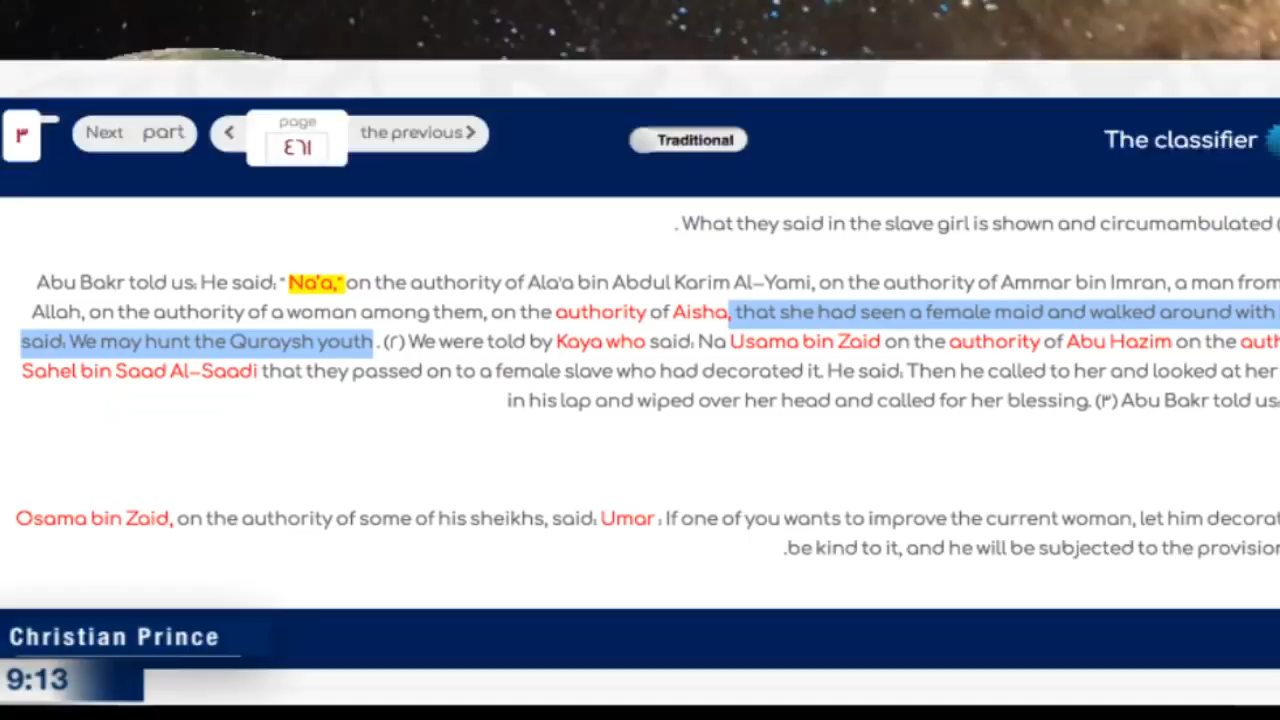 ٣
Next part
page
٤٦١
the previous
Traditional
The classifier
. What they said in the slave girl is shown and circumambulated (
Abu Bakr told us: He said: " Na'a," on the authority of Ala'a bin Abdul Karim Al-Yami, on the authority of Ammar bin Imran, a man from
Allah, on the authority of a woman among them, on the authority of Aisha, that she had seen a female maid and walked around with
said: We may hunt the Quraysh youth . (٢) We were told by Kaya who said: Na Usama bin Zaid on the authority of Abu Hazim on the auth
Sahel bin Saad Al-Saadi that they passed on to a female slave who had decorated it. He said: Then he called to her and looked at her
in his lap and wiped over her head and called for her blessing. (٣) Abu Bakr told us:
Osama bin Zaid, on the authority of some of his sheikhs, said: Umar : If one of you wants to improve the current woman, let him decorat
.be kind to it, and he will be subjected to the provision
Christian Prince
9:13